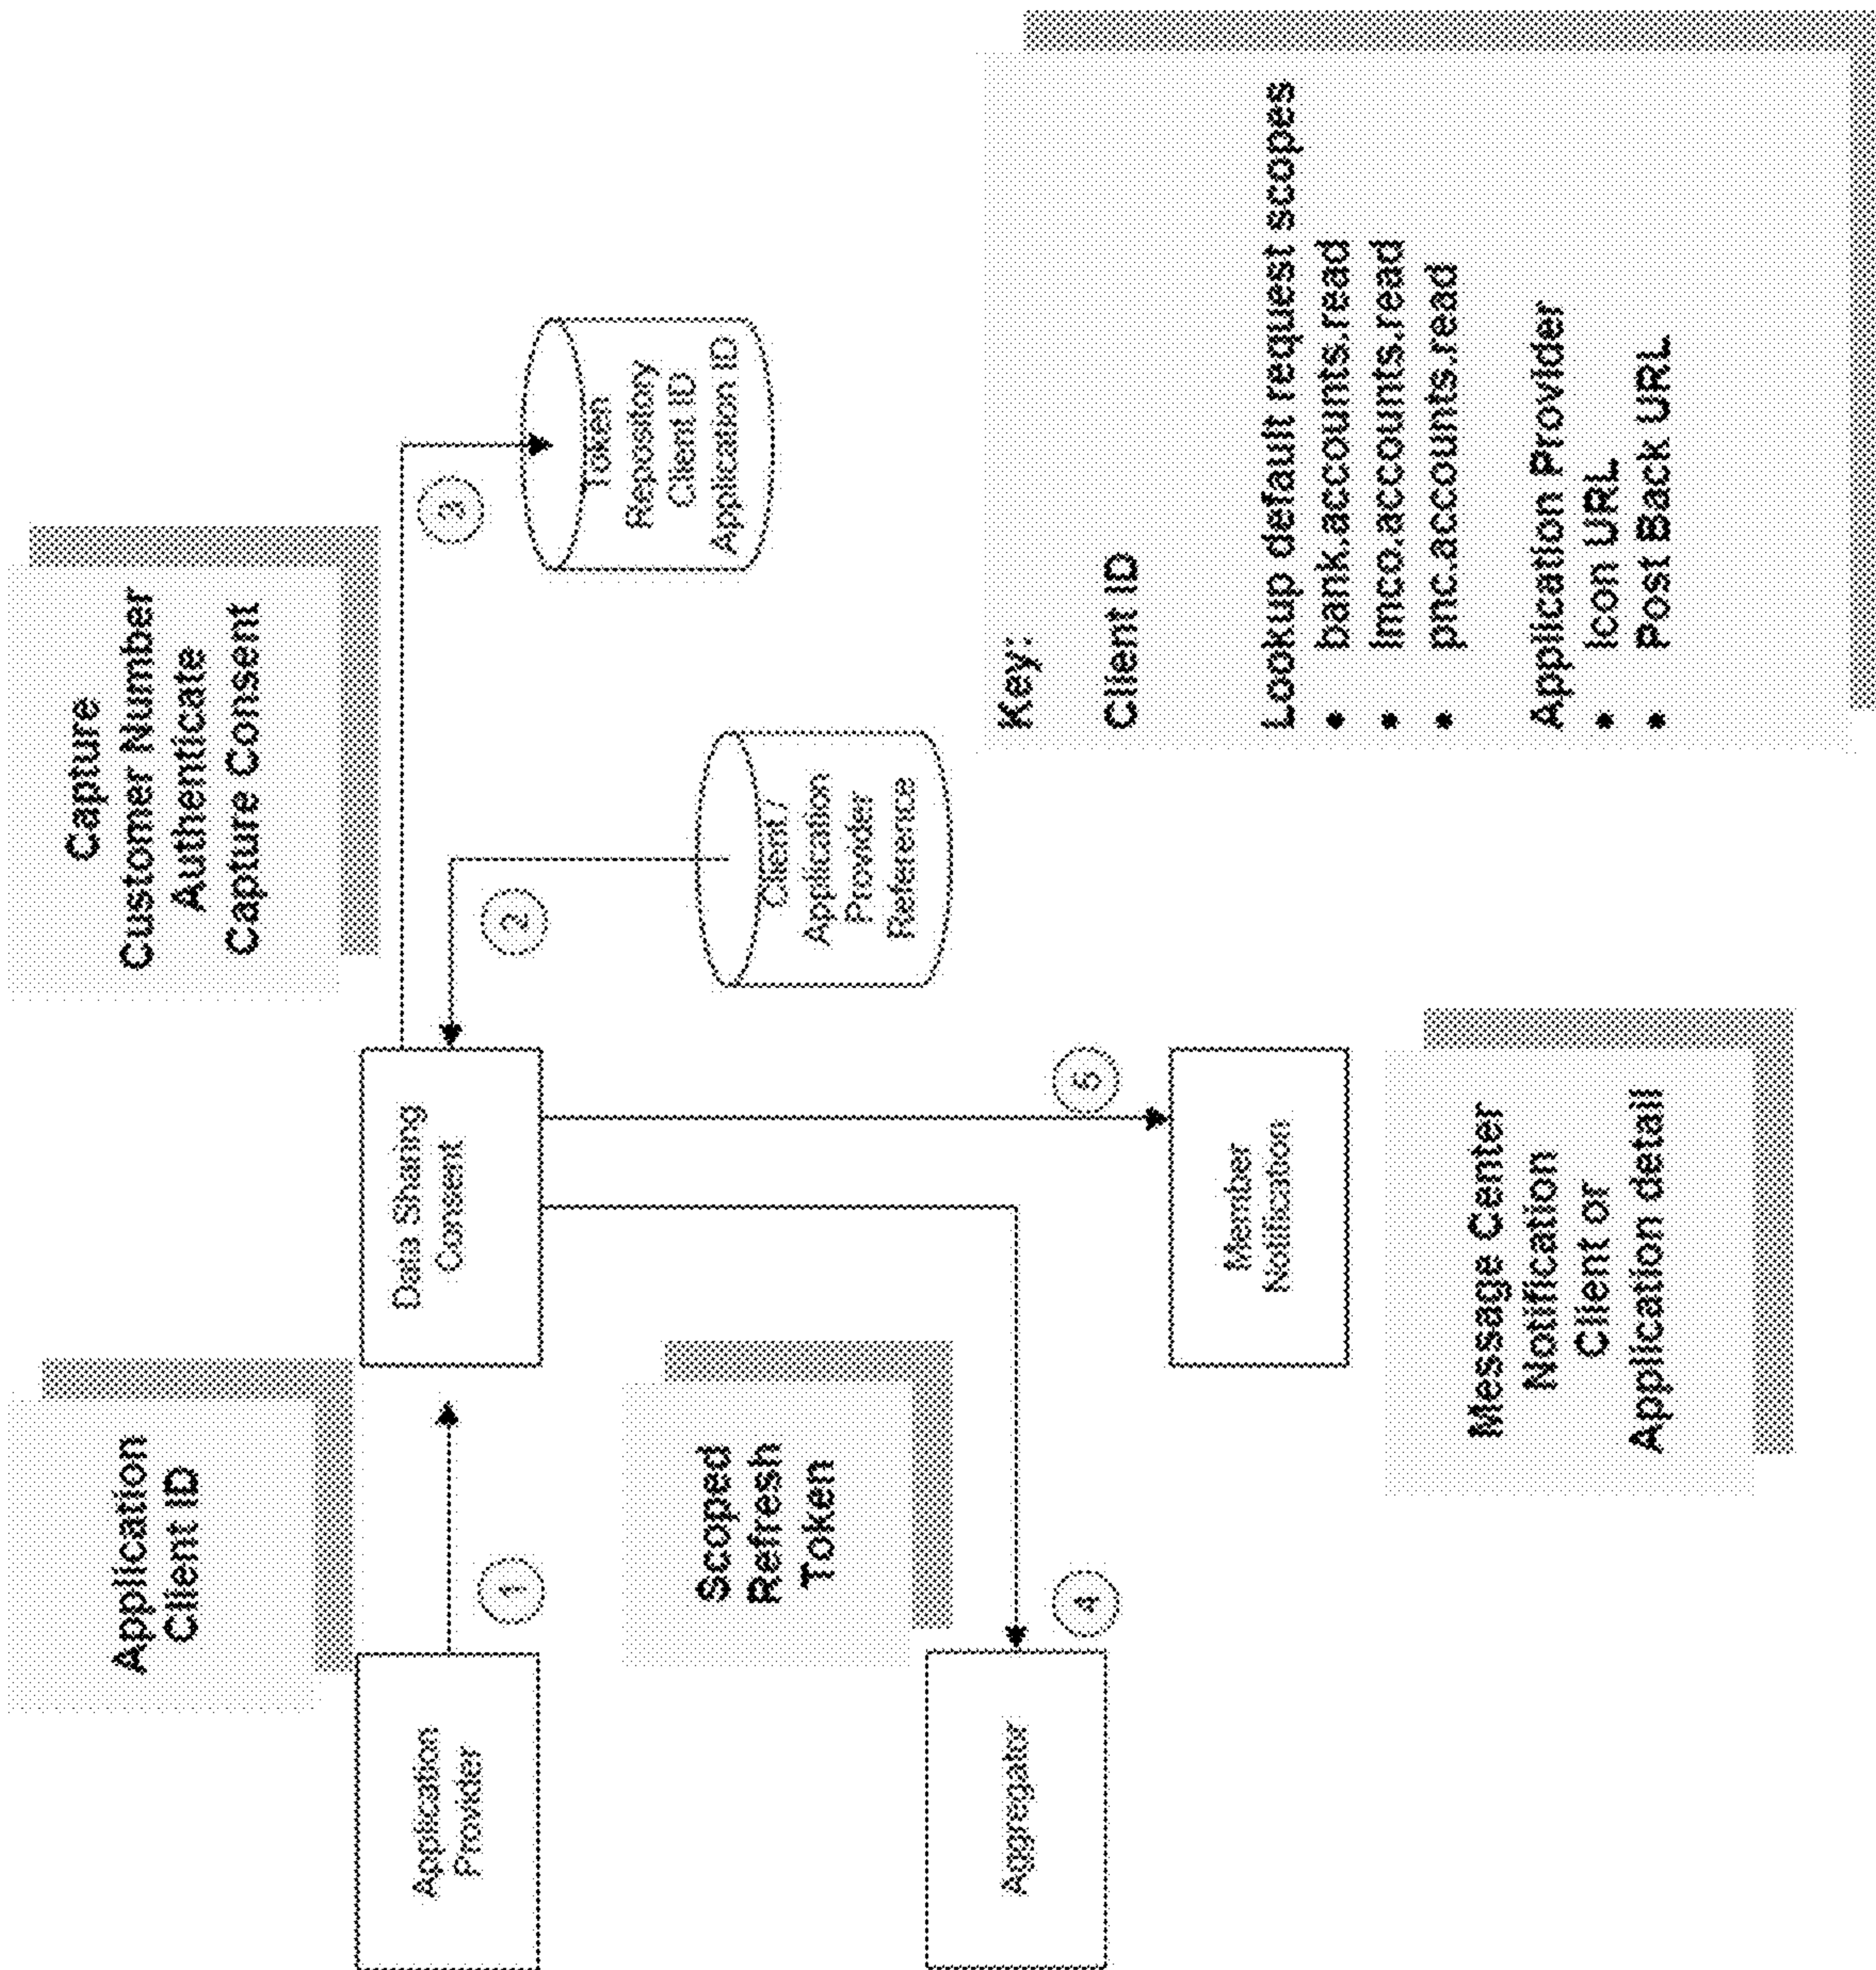 Application
Client ID
Capture
Customer Number
Authenticate
Capture Consent
Application
Provider
1
Data Sharing
Consent
2
3
Token
Repository
Client ID
Application ID
Client /
Application
Provider
Reference
Scoped
Refresh
Token
Aggregator
4
5
Member
Notification
Message Center
Notification
Client or
Application detail
Key:
Client ID
Lookup default request scopes
• bank.accounts.read
• imco.accounts.read
• pnc.accounts.read
Application Provider
• Icon URL
• Post Back URL